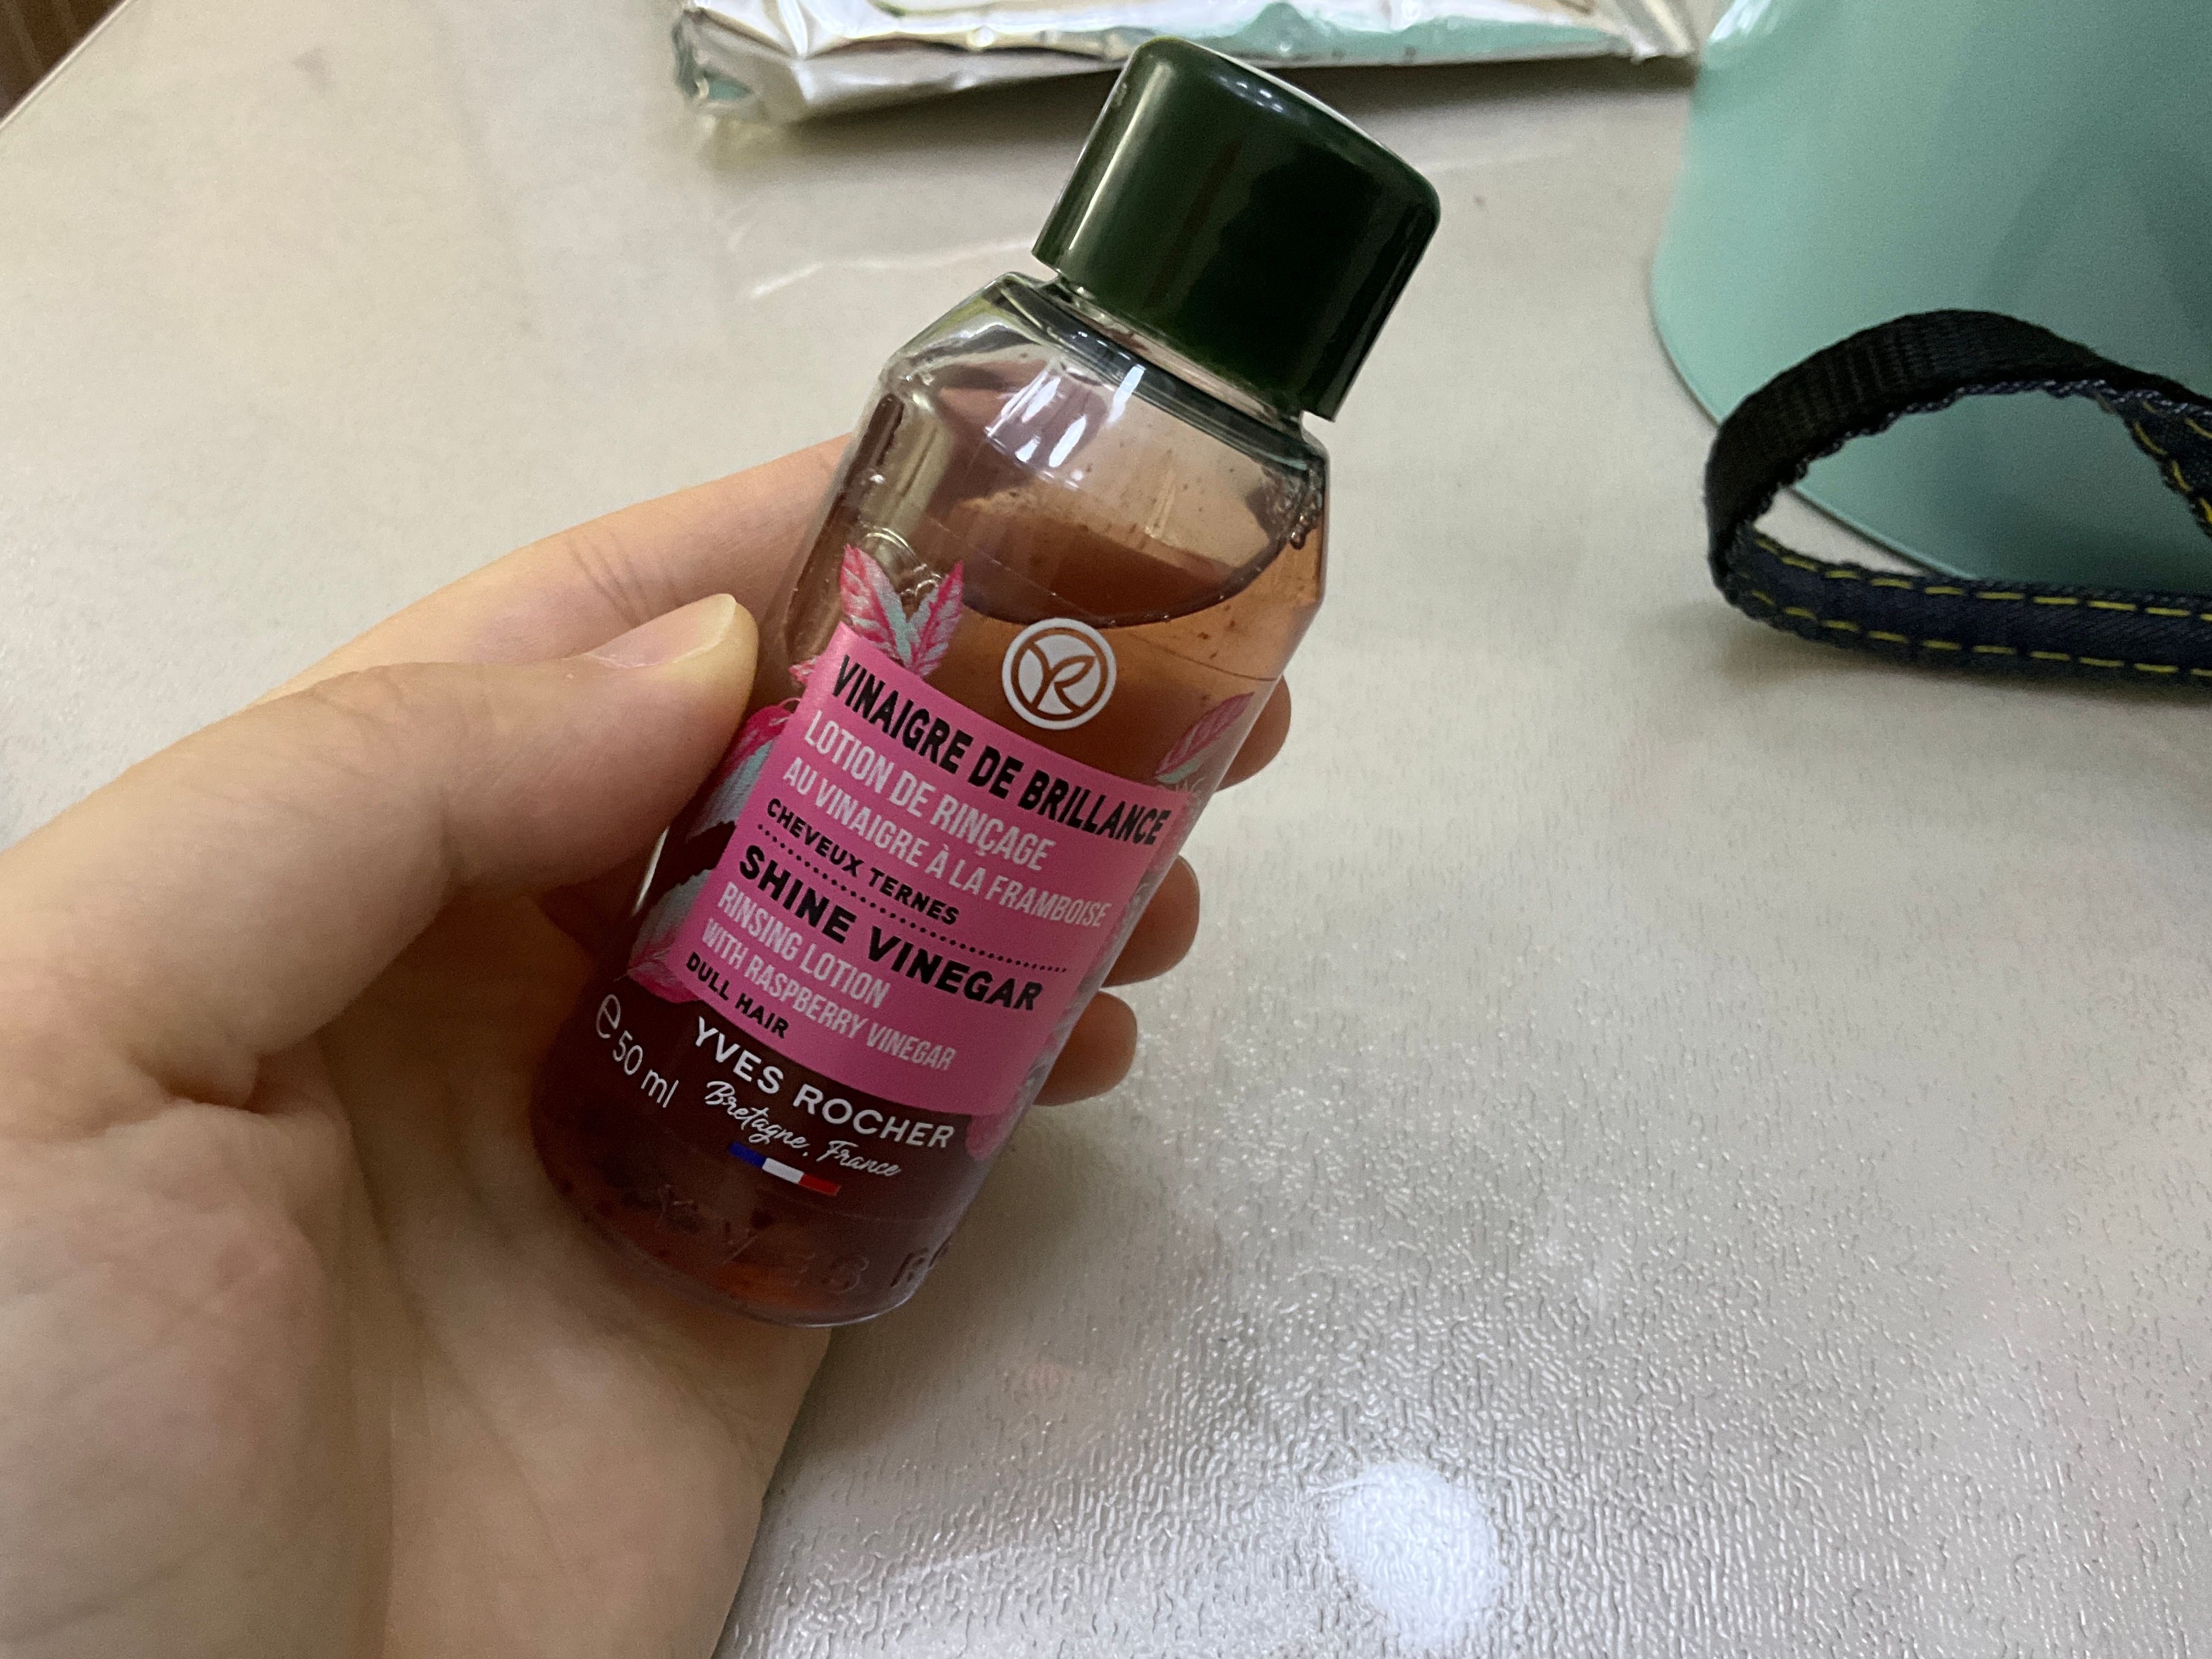 YR
VINAIGRE DE BRILLANCE
LOTION DE RINÇAGE
AU VINAIGRE À LA FRAMBOISE
CHEVEUX TERNES
SHINE VINEGAR
RINSING LOTION
WITH RASPBERRY VINEGAR
DULL HAIR
e 50 ml
YVES ROCHER
Bretagne, France